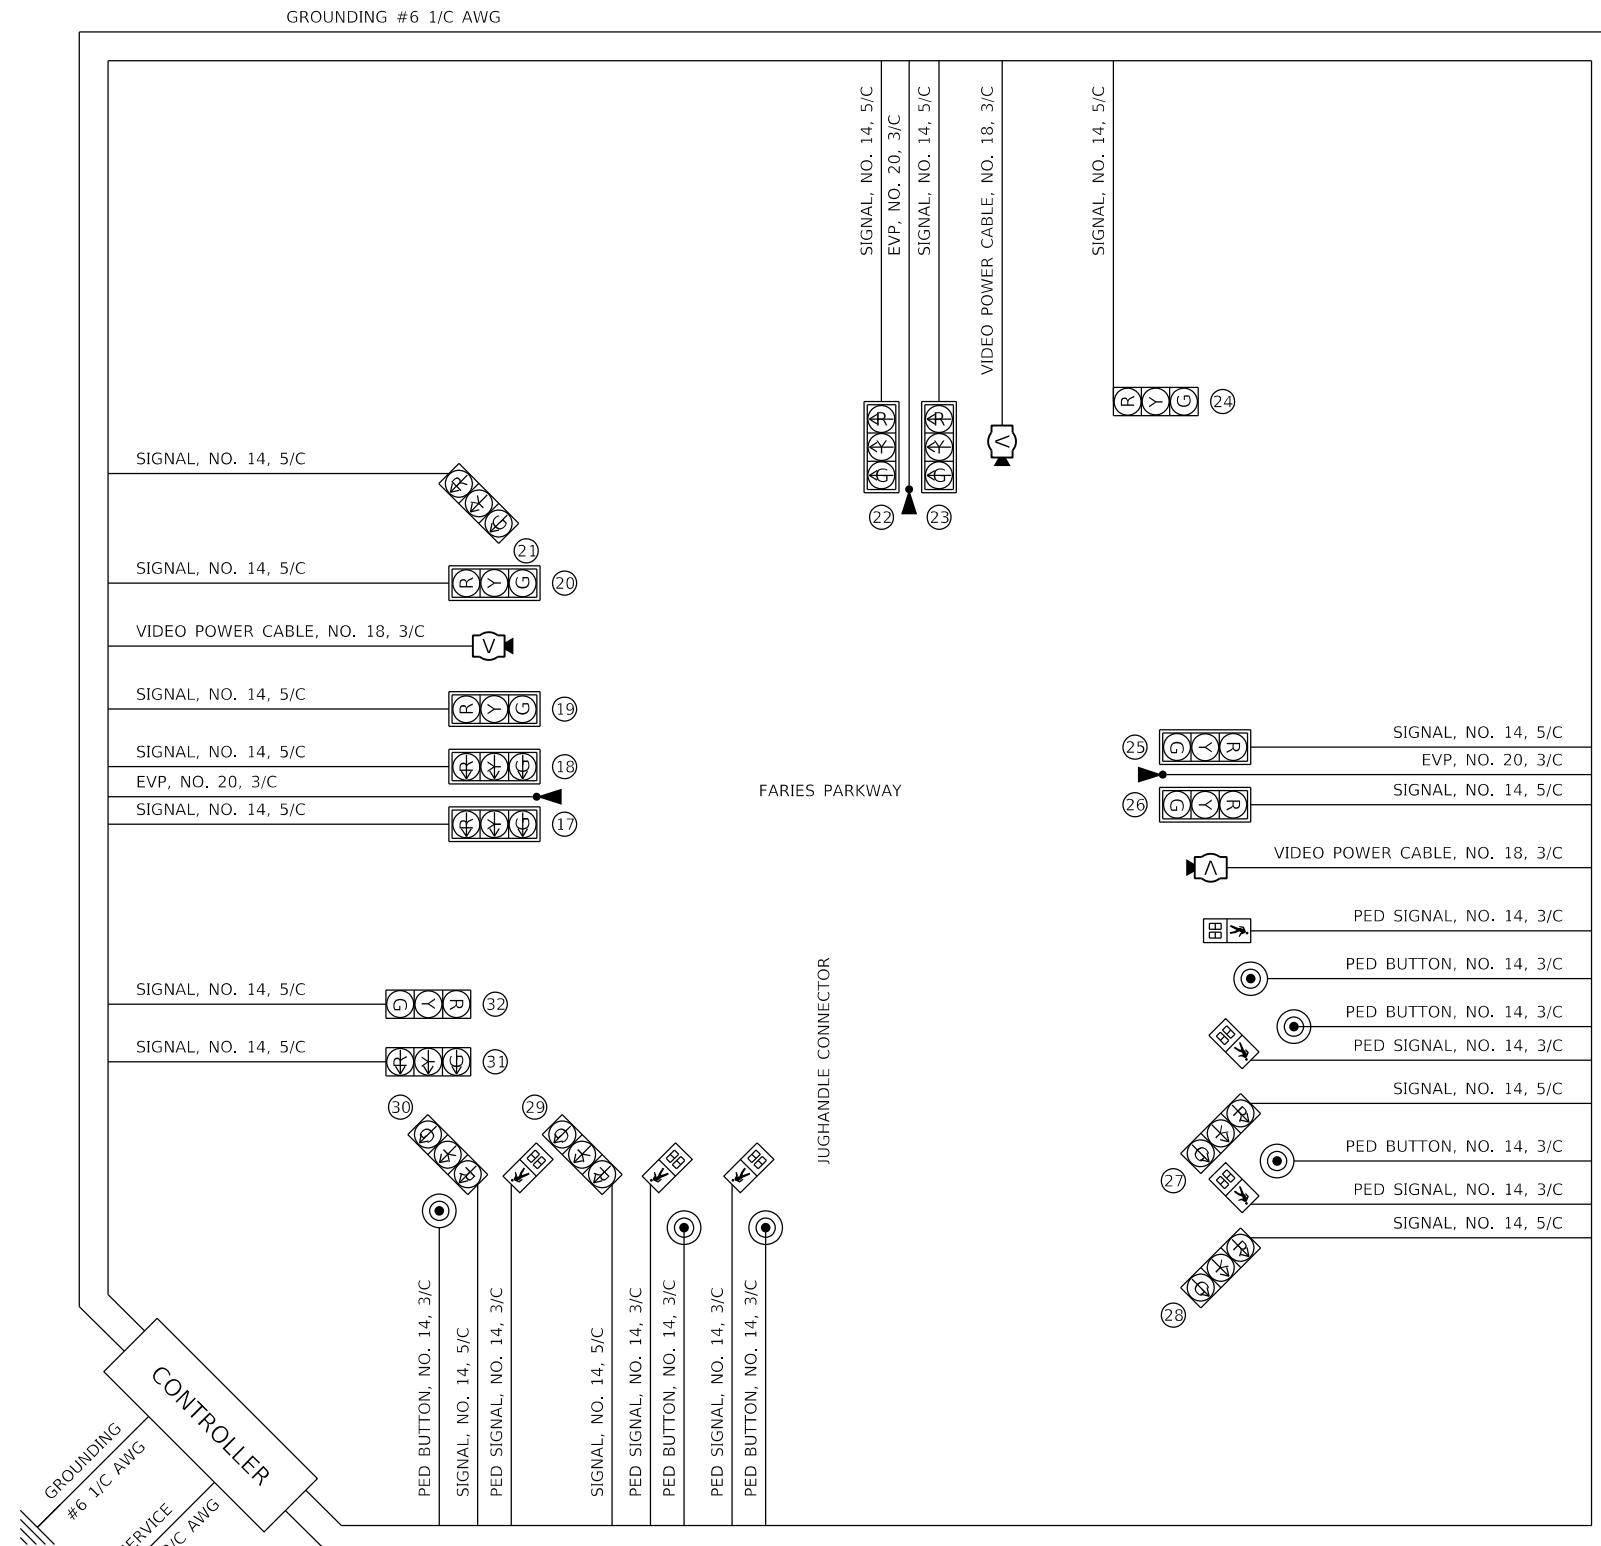 GROUNDING #6 1/C AWG
SIGNAL, NO. 14, 5/C
EVP, NO. 20, 3/C
SIGNAL, NO. 14, 5/C
VIDEO POWER CABLE, NO. 18, 3/C
SIGNAL, NO. 14, 5/C
R Y G
24
R Y G
22
R Y G
23
V
SIGNAL, NO. 14, 5/C
R Y G
21
SIGNAL, NO. 14, 5/C
R Y G
20
VIDEO POWER CABLE, NO. 18, 3/C
V
SIGNAL, NO. 14, 5/C
R Y G
19
SIGNAL, NO. 14, 5/C
R Y G
18
EVP, NO. 20, 3/C
SIGNAL, NO. 14, 5/C
R Y G
17
FARIES PARKWAY
25
G Y R
SIGNAL, NO. 14, 5/C
EVP, NO. 20, 3/C
26
G Y R
SIGNAL, NO. 14, 5/C
V
VIDEO POWER CABLE, NO. 18, 3/C
PED SIGNAL, NO. 14, 3/C
PED BUTTON, NO. 14, 3/C
PED BUTTON, NO. 14, 3/C
PED SIGNAL, NO. 14, 3/C
SIGNAL, NO. 14, 5/C
R Y G
27
PED BUTTON, NO. 14, 3/C
PED SIGNAL, NO. 14, 3/C
SIGNAL, NO. 14, 5/C
R Y G
28
JUGHANDLE CONNECTOR
SIGNAL, NO. 14, 5/C
G Y R
32
SIGNAL, NO. 14, 5/C
R Y G
31
30
G Y R
29
G Y R
PED BUTTON, NO. 14, 3/C
SIGNAL, NO. 14, 5/C
PED SIGNAL, NO. 14, 3/C
SIGNAL, NO. 14, 5/C
PED SIGNAL, NO. 14, 3/C
PED BUTTON, NO. 14, 3/C
PED SIGNAL, NO. 14, 3/C
PED BUTTON, NO. 14, 3/C
CONTROLLER
GROUNDING
#6 1/C AWG
/C AWG